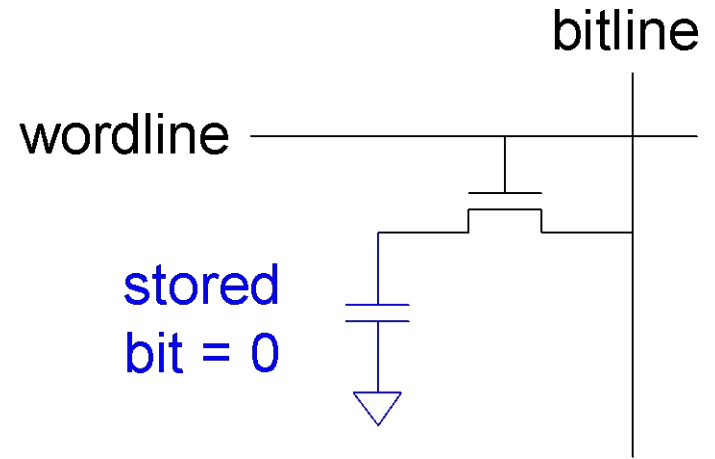 bitline
wordline
stored
bit = 0